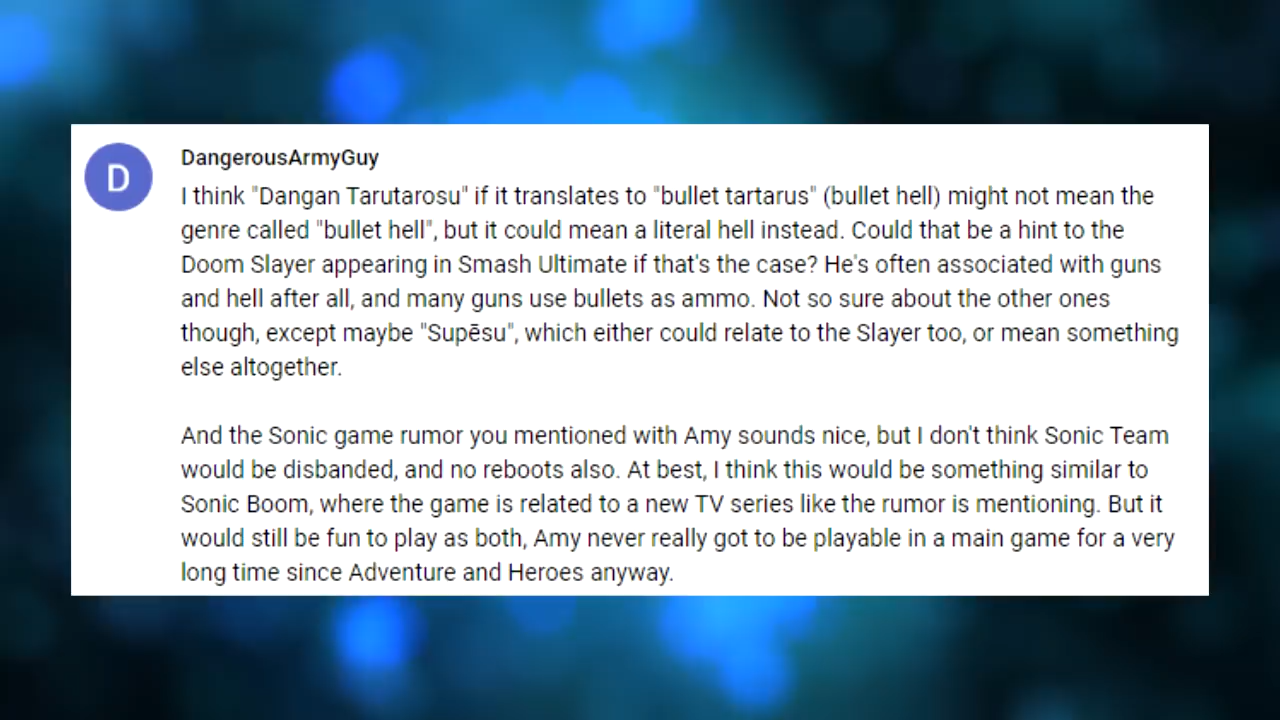 D
DangerousArmyGuy
I think "Dangan Tarutarosu" if it translates to "bullet tartarus" (bullet hell) might not mean the
genre called "bullet hell", but it could mean a literal hell instead. Could that be a hint to the
Doom Slayer appearing in Smash Ultimate if that's the case? He's often associated with guns
and hell after all, and many guns use bullets as ammo. Not so sure about the other ones
though, except maybe "Supēsu", which either could relate to the Slayer too, or mean something
else altogether.
And the Sonic game rumor you mentioned with Amy sounds nice, but I don't think Sonic Team
would be disbanded, and no reboots also. At best, I think this would be something similar to
Sonic Boom, where the game is related to a new TV series like the rumor is mentioning. But it
would still be fun to play as both, Amy never really got to be playable in a main game for a very
long time since Adventure and Heroes anyway.